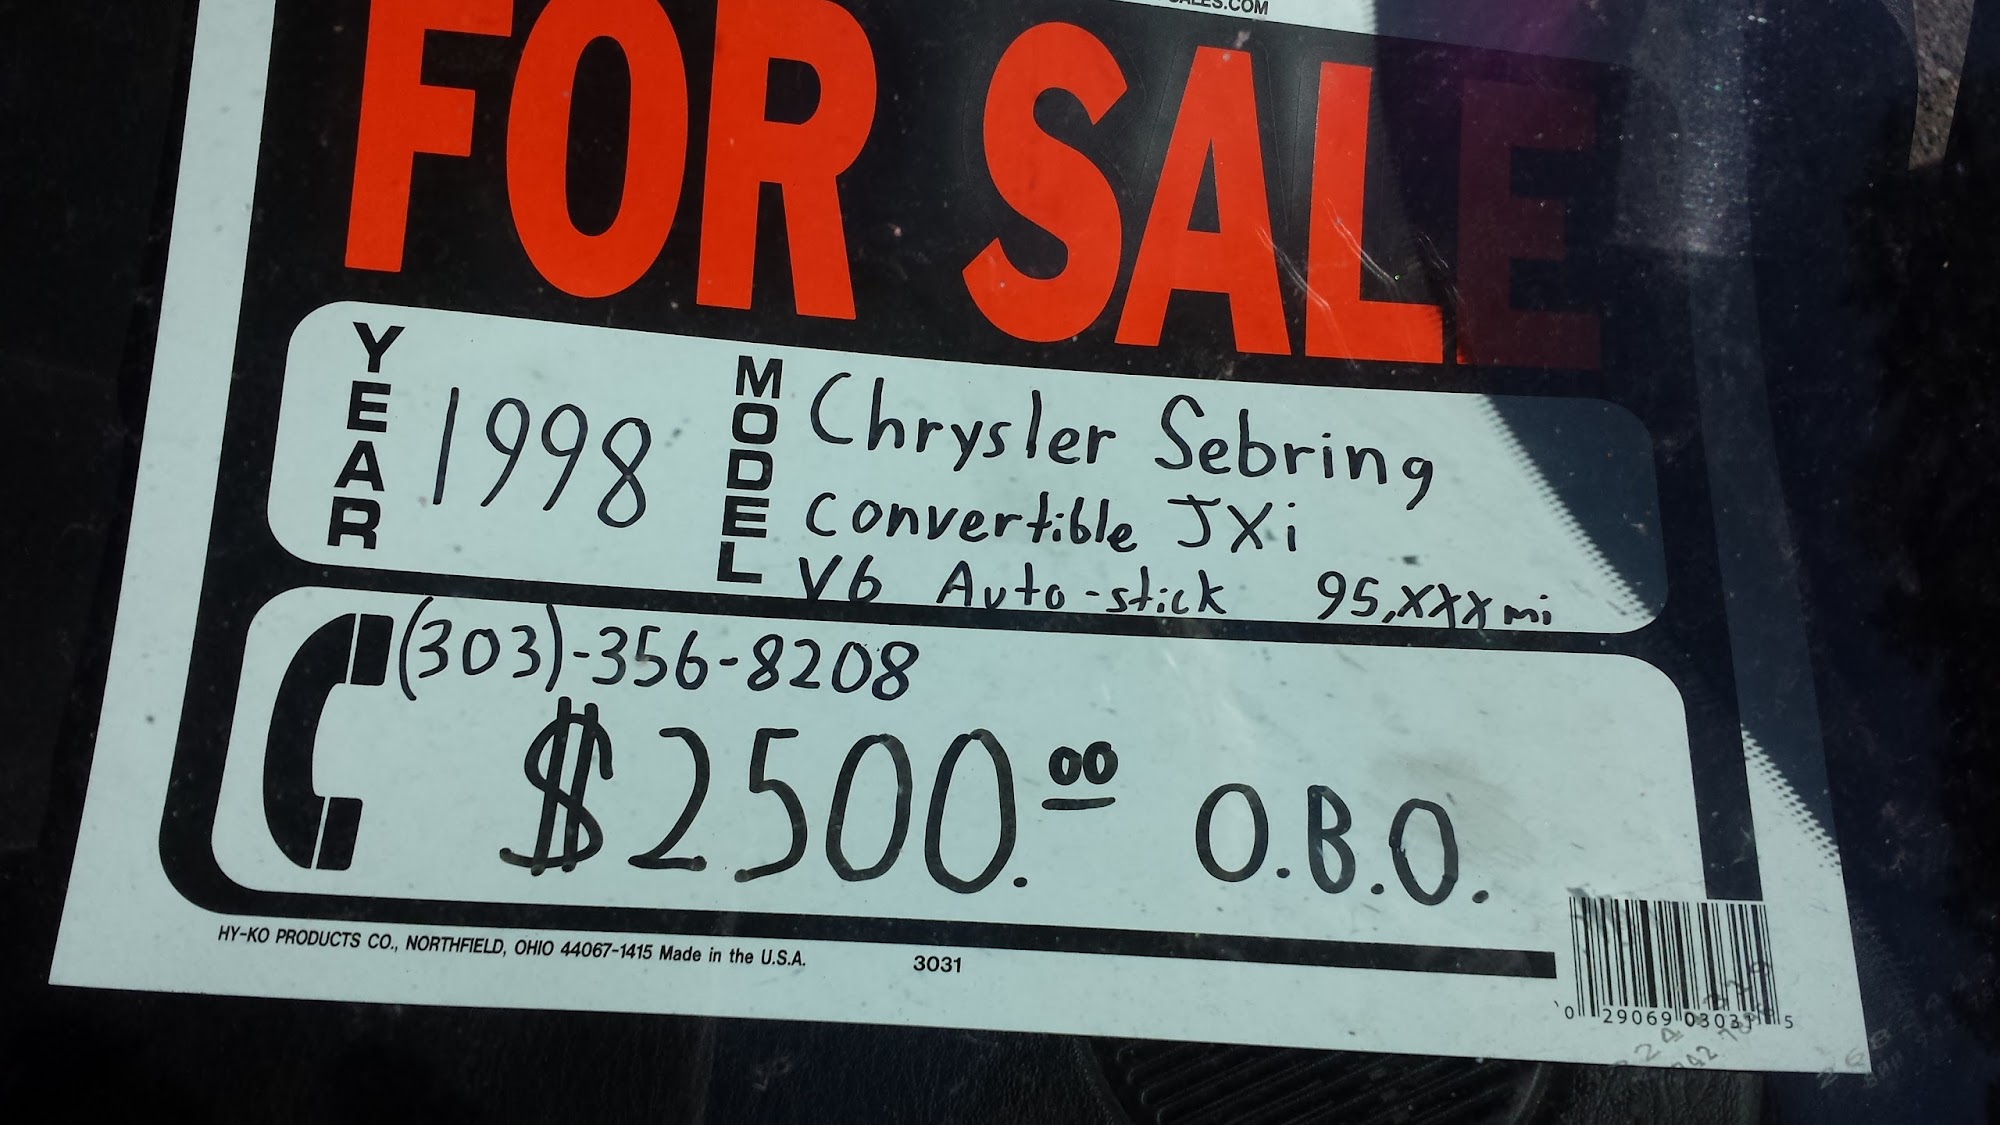 FOR SALE
YEAR
1998
MODEL
Chrysler Sebring
Convertible JXi
V6 Auto-stick 95,XXX mi
(303)-356-8208
$2500.00 O.B.O.
HY-KO PRODUCTS CO., NORTHFIELD, OHIO 44067-1415 Made in the U.S.A.
3031
0 29069 03031 5